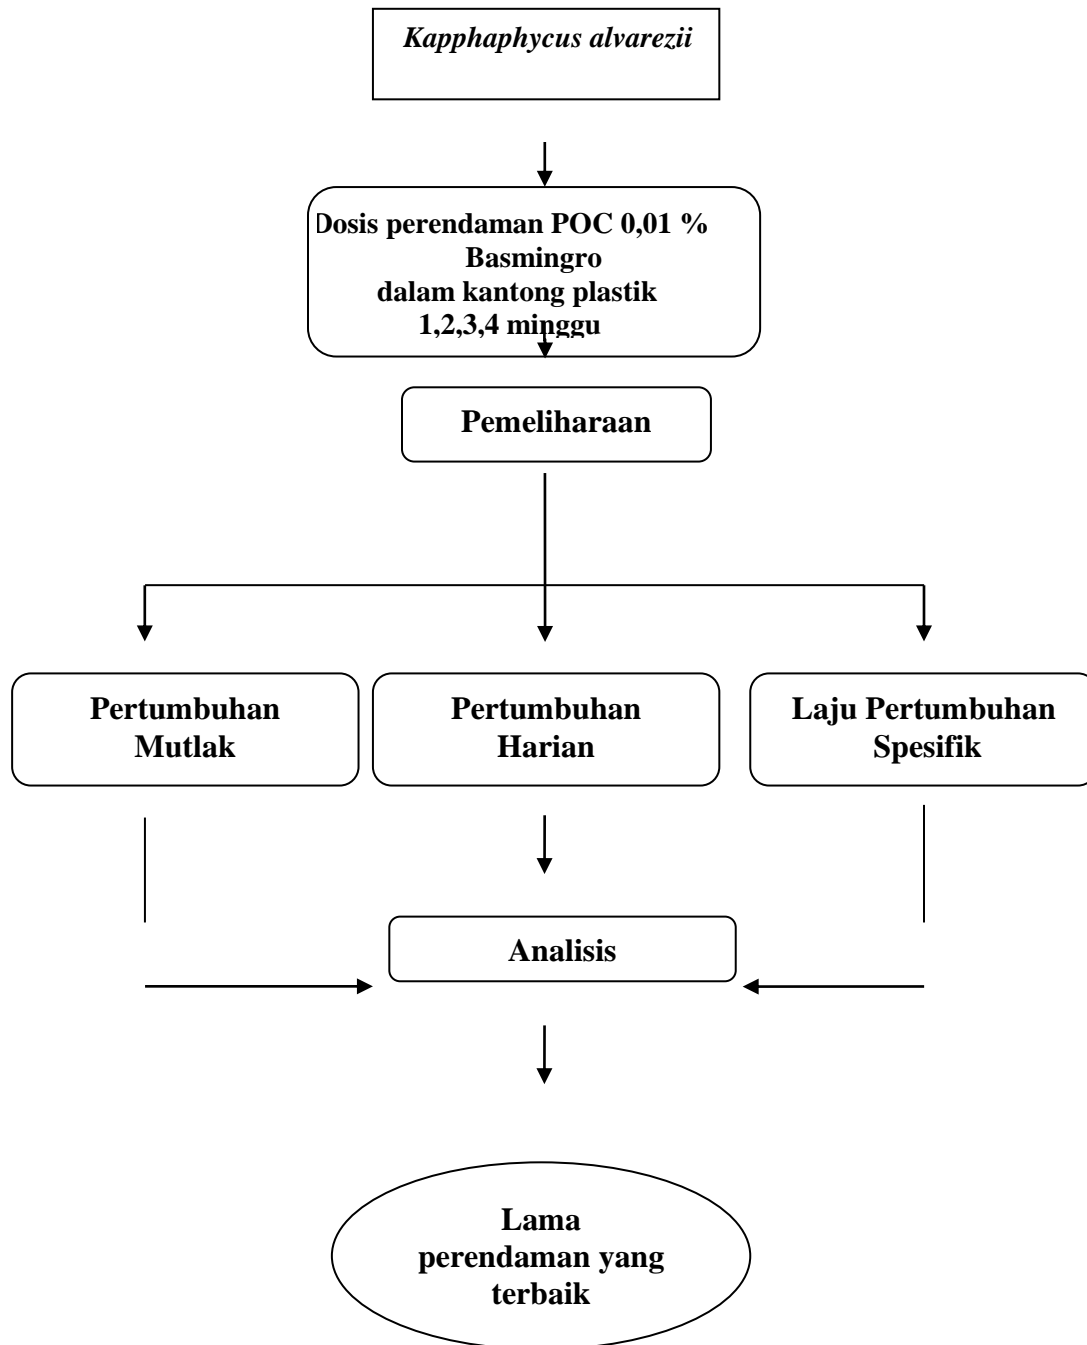 Kapphaphycus alvarezii
Dosis perendaman POC 0,01 %
Basmingro
dalam kantong plastik
1,2,3,4 minggu
Pemeliharaan
Pertumbuhan
Mutlak
Pertumbuhan
Harian
Laju Pertumbuhan
Spesifik
Analisis
Lama
perendaman yang
terbaik